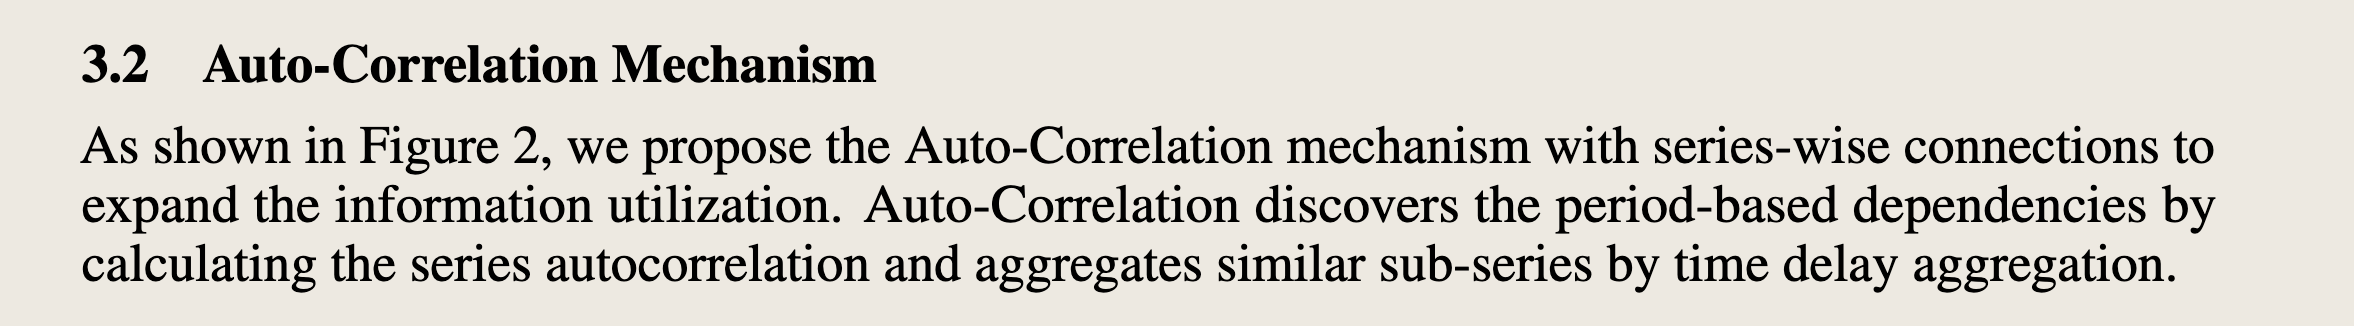 3.2 Auto-Correlation Mechanism
As shown in Figure 2, we propose the Auto-Correlation mechanism with series-wise connections to
expand the information utilization. Auto-Correlation discovers the period-based dependencies by
calculating the series autocorrelation and aggregates similar sub-series by time delay aggregation.